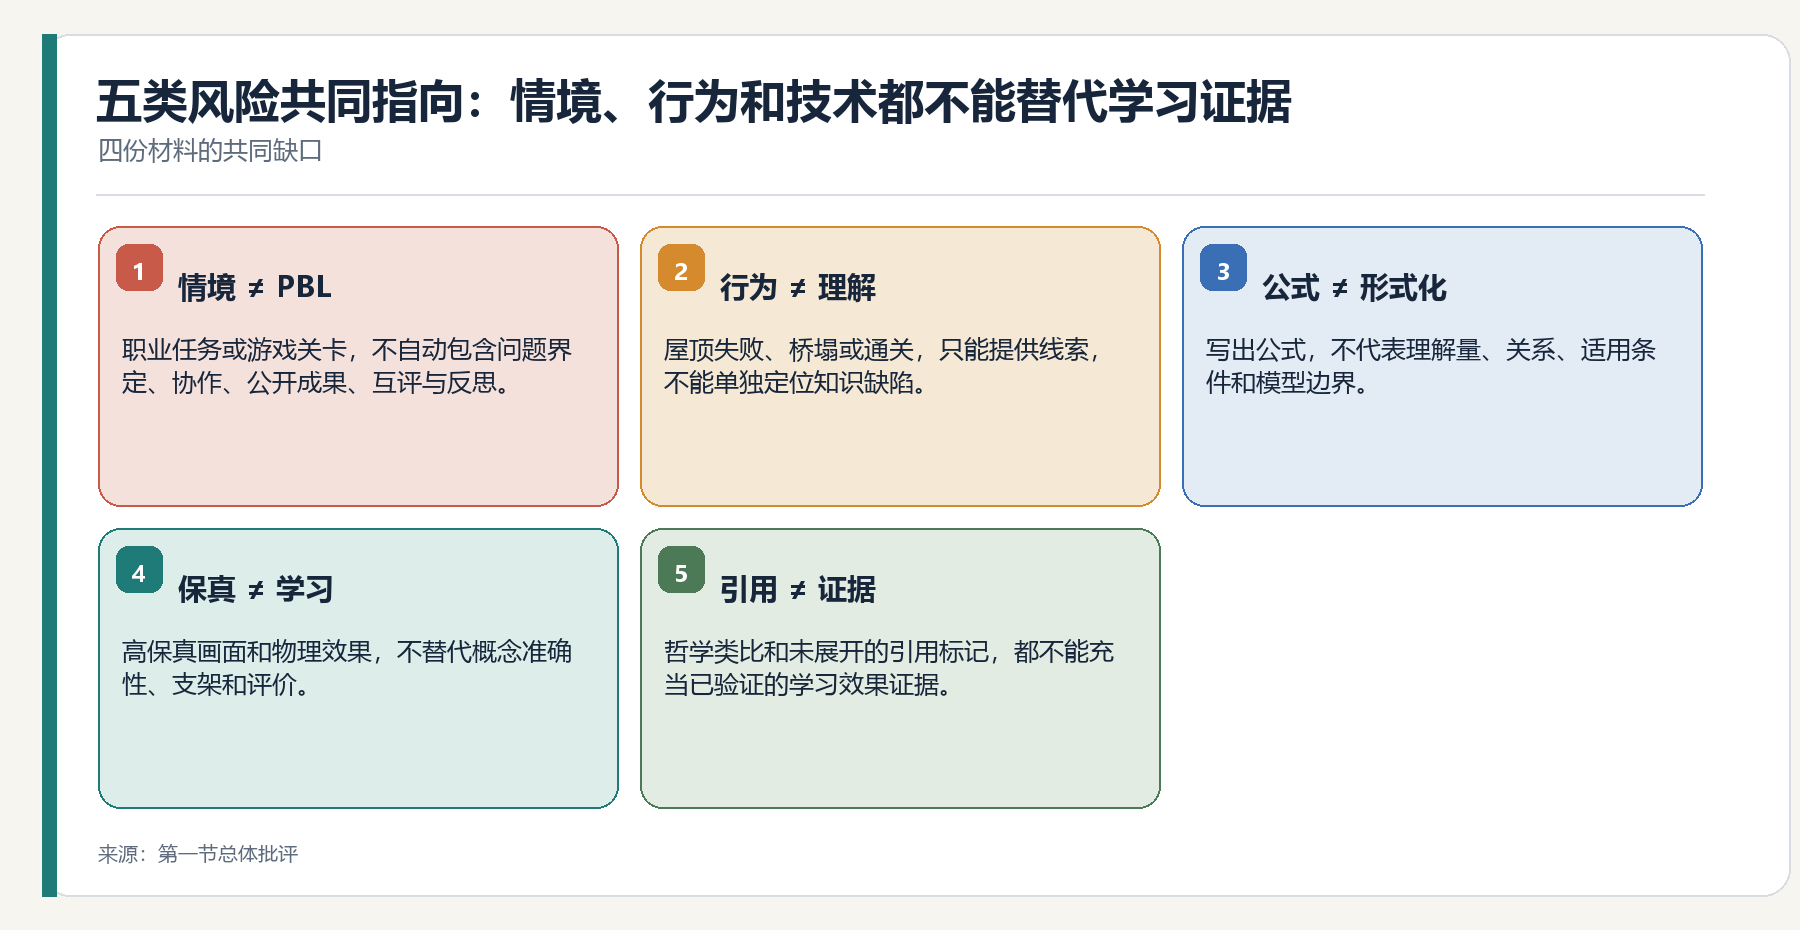 五类风险共同指向：情境、行为和技术都不能替代学习证据
四份材料的共同缺口
1
情境 ≠ PBL
职业任务或游戏关卡，不自动包含问题界
定、协作、公开成果、互评与反思。
2
行为 ≠ 理解
屋顶失败、桥塌或通关，只能提供线索，
不能单独定位知识缺陷。
3
公式 ≠ 形式化
写出公式，不代表理解量、关系、适用条
件和模型边界。
4
保真 ≠ 学习
高保真画面和物理效果，不替代概念准确
性、支架和评价。
5
引用 ≠ 证据
哲学类比和未展开的引用标记，都不能充
当已验证的学习效果证据。
来源：第一节总体批评